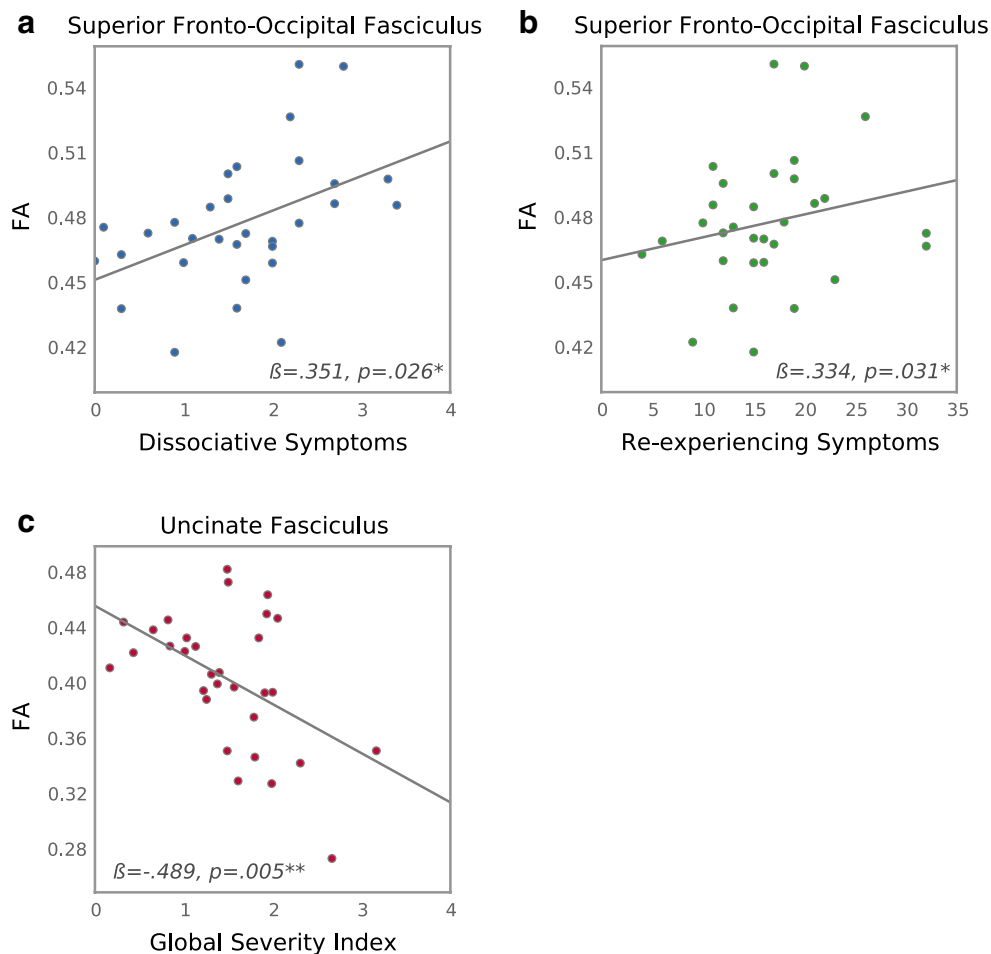 a Superior Fronto-Occipital Fasciculus
0.54
0.51
0.48
0.45
0.42
FA
ß=.351, p=.026*
0 1 2 3 4
Dissociative Symptoms
b Superior Fronto-Occipital Fasciculus
0.54
0.51
0.48
0.45
0.42
FA
ß=.334, p=.031*
0 5 10 15 20 25 30 35
Re-experiencing Symptoms
c Uncinate Fasciculus
0.48
0.44
0.40
0.36
0.32
0.28
FA
ß=-.489, p=.005**
0 1 2 3 4
Global Severity Index